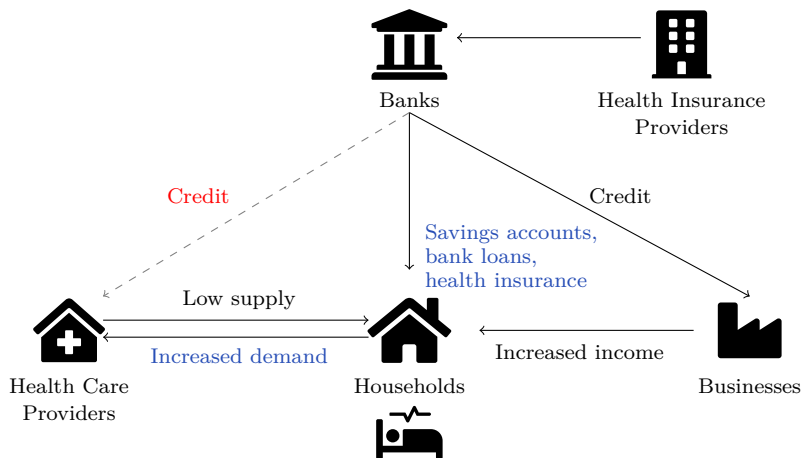 Banks
Health Insurance
Providers
Credit
Credit
Savings accounts,
bank loans,
health insurance
Low supply
Increased demand
Increased income
Health Care
Providers
Households
Businesses